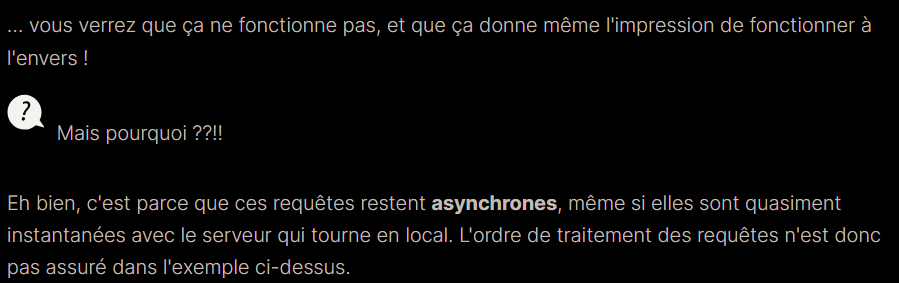 ... vous verrez que ça ne fonctionne pas, et que ça donne même l'impression de fonctionner à
l'envers !
?
Mais pourquoi ??!!
Eh bien, c'est parce que ces requêtes restent asynchrones, même si elles sont quasiment
instantanées avec le serveur qui tourne en local. L'ordre de traitement des requêtes n'est donc
pas assuré dans l'exemple ci-dessus.